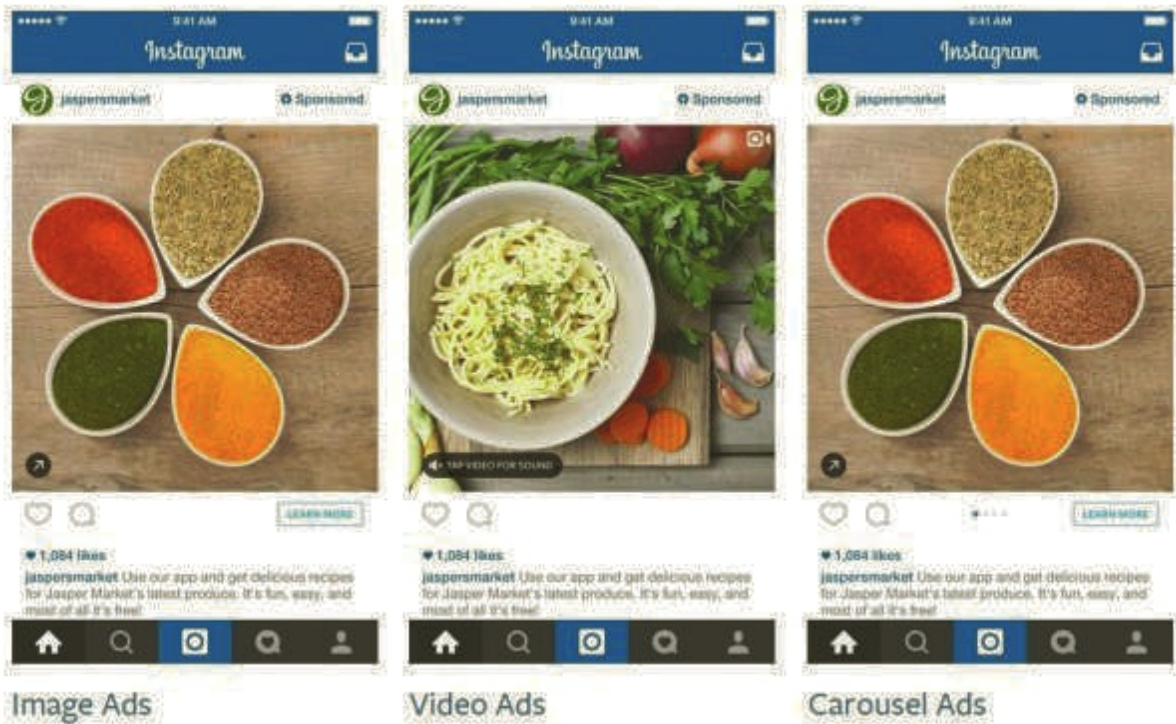 9:41 AM
Instagram
jaspersmarket
Sponsored
LEARN MORE
1,084 likes
jaspersmarket Use our app and get delicious recipes
for Jasper Market's latest produce. It's fun, easy, and
most of all it's free!
Image Ads
9:41 AM
Instagram
jaspersmarket
Sponsored
TAP VIDEO FOR SOUND
1,084 likes
jaspersmarket Use our app and get delicious recipes
for Jasper Market's latest produce. It's fun, easy, and
most of all it's free!
Video Ads
9:41 AM
Instagram
jaspersmarket
Sponsored
LEARN MORE
1,084 likes
jaspersmarket Use our app and get delicious recipes
for Jasper Market's latest produce. It's fun, easy, and
most of all it's free!
Carousel Ads